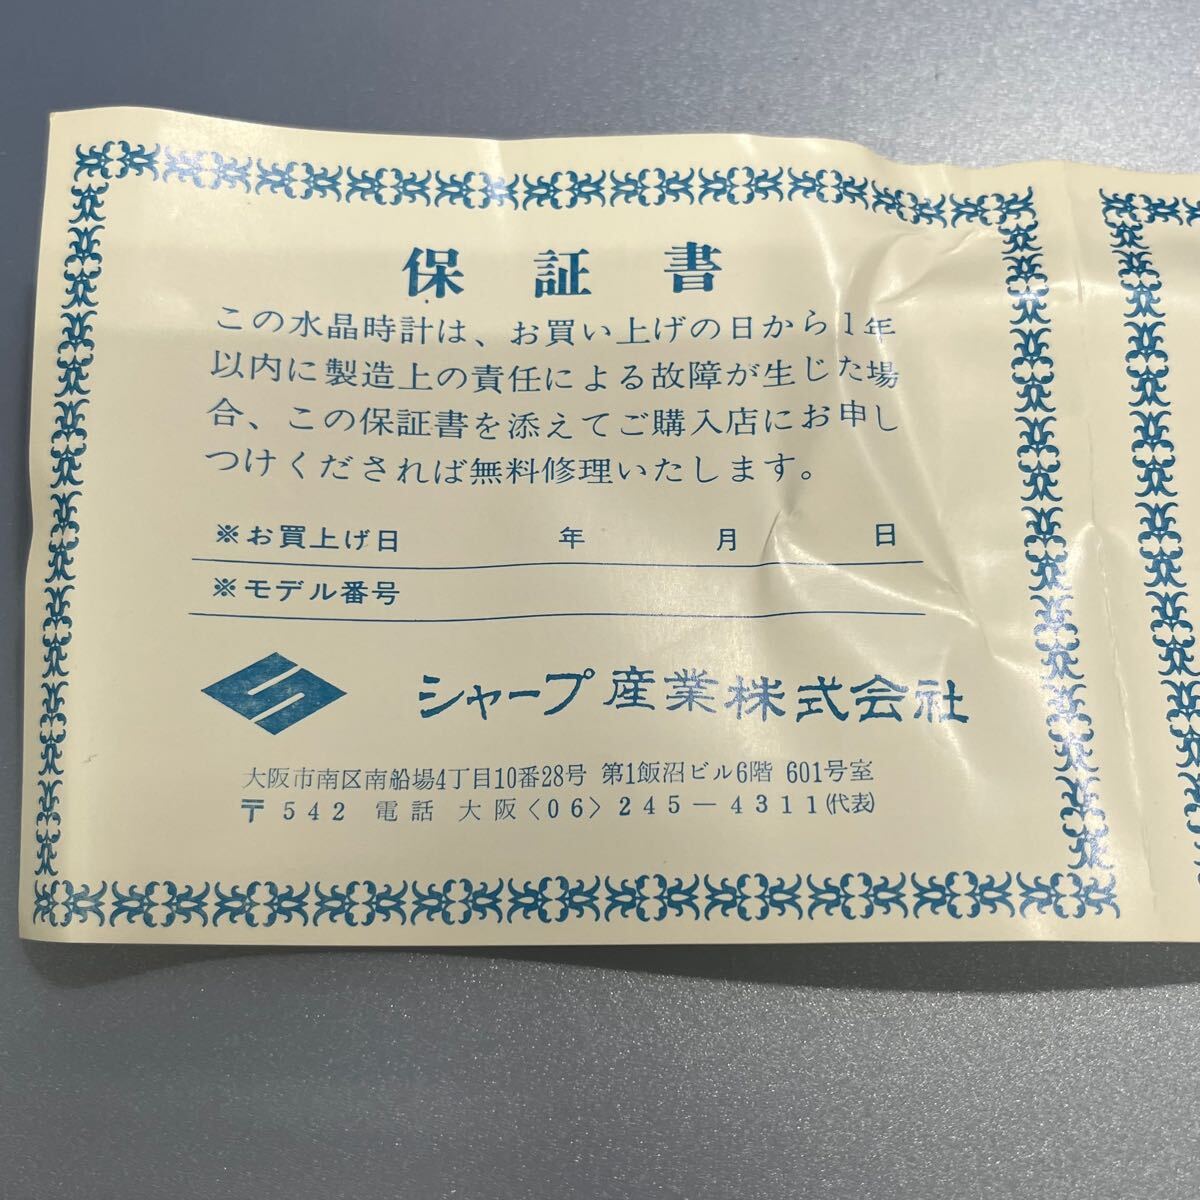 保証書
この水晶時計は、お買い上げの日から1年
以内に製造上の責任による故障が生じた場
合、この保証書を添えてご購入店にお申し
つけくだされば無料修理いたします。
※お買上げ日 年 月 日
※モデル番号
シャープ産業株式会社
大阪市南区南船場4丁目10番28号 第1飯沼ビル6階 601号室
〒542 電話 大阪〈06〉245－4311(代表)